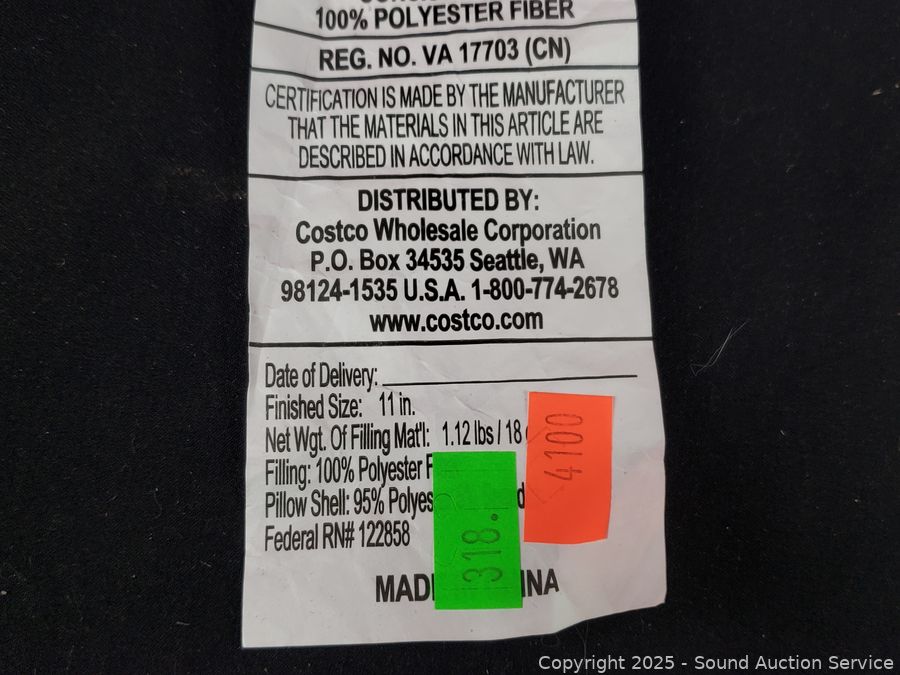 100% POLYESTER FIBER
REG. NO. VA 17703 (CN)
CERTIFICATION IS MADE BY THE MANUFACTURER
THAT THE MATERIALS IN THIS ARTICLE ARE
DESCRIBED IN ACCORDANCE WITH LAW.
DISTRIBUTED BY:
Costco Wholesale Corporation
P.O. Box 34535 Seattle, WA
98124-1535 U.S.A. 1-800-774-2678
www.costco.com
Date of Delivery:
Finished Size: 11 in.
Net Wgt. Of Filling Mat'l: 1.12 lbs / 18
Filling: 100% Polyester
Pillow Shell: 95%
Federal RN# 122858
4100
318.
Copyright 2025 - Sound Auction Service